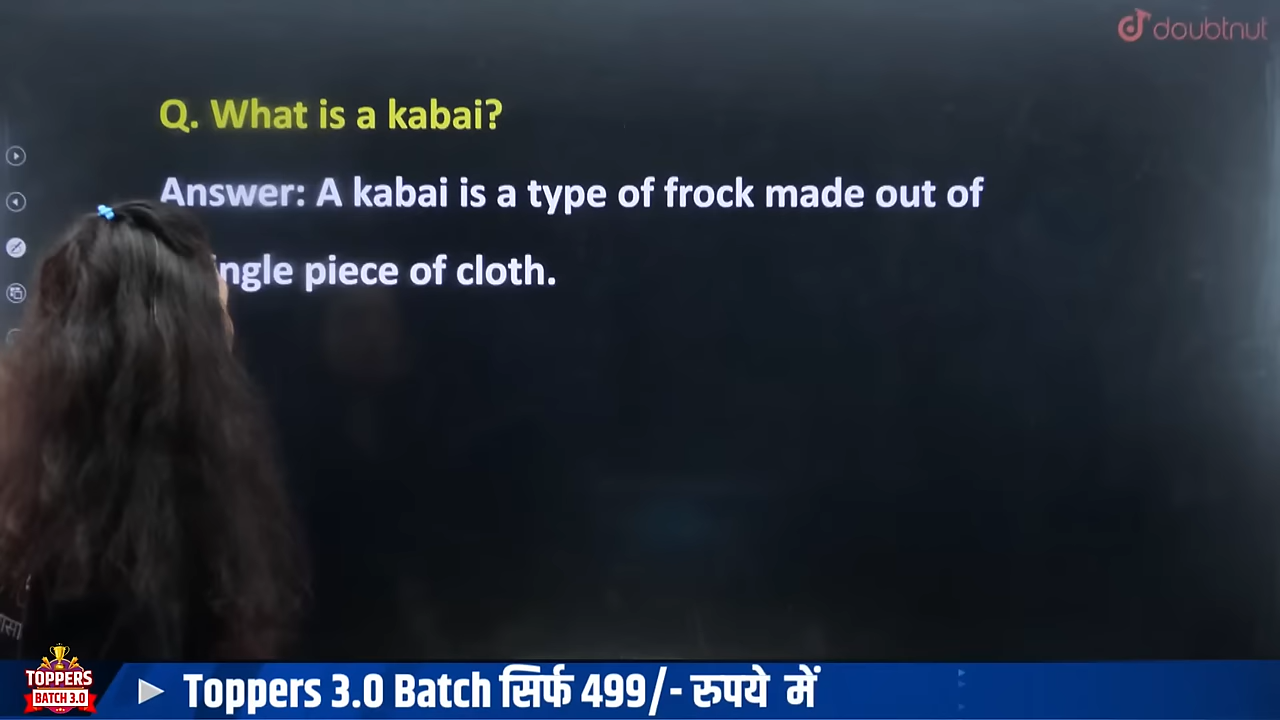 doubtnut
Q. What is a kabai?
Answer: A kabai is a type of frock made out of
piece of cloth.
TOPPERS
BATCH 3.0
Toppers 3.0 Batch सिर्फ 499/- रुपये में